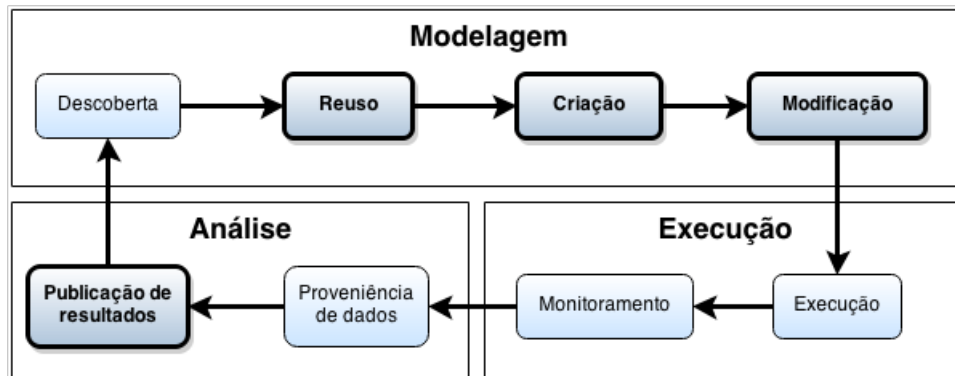 Modelagem
Descoberta
Reuso
Criação
Modificação
Análise
Publicação de
resultados
Proveniência
de dados
Execução
Monitoramento
Execução